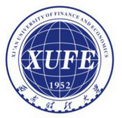 XI'AN UNIVERSITY OF FINANCE AND ECONOMICS
XUFE
1952
西安财经大学